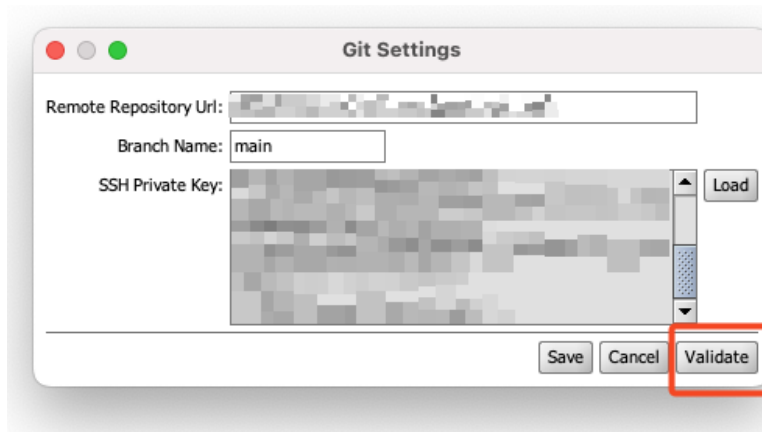 Git Settings
Remote Repository Url:
Branch Name: main
SSH Private Key: Load
Save Cancel Validate